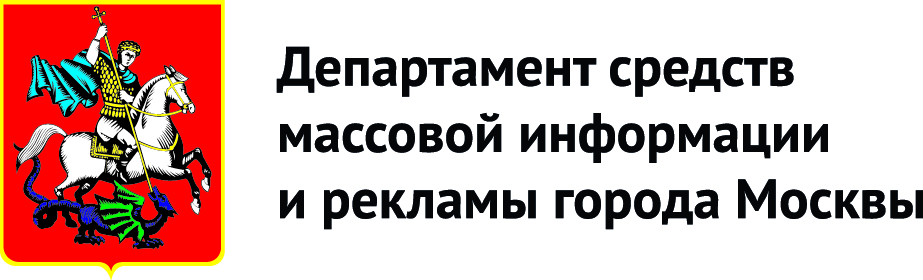 Департамент средств
массовой информации
и рекламы города Москвы